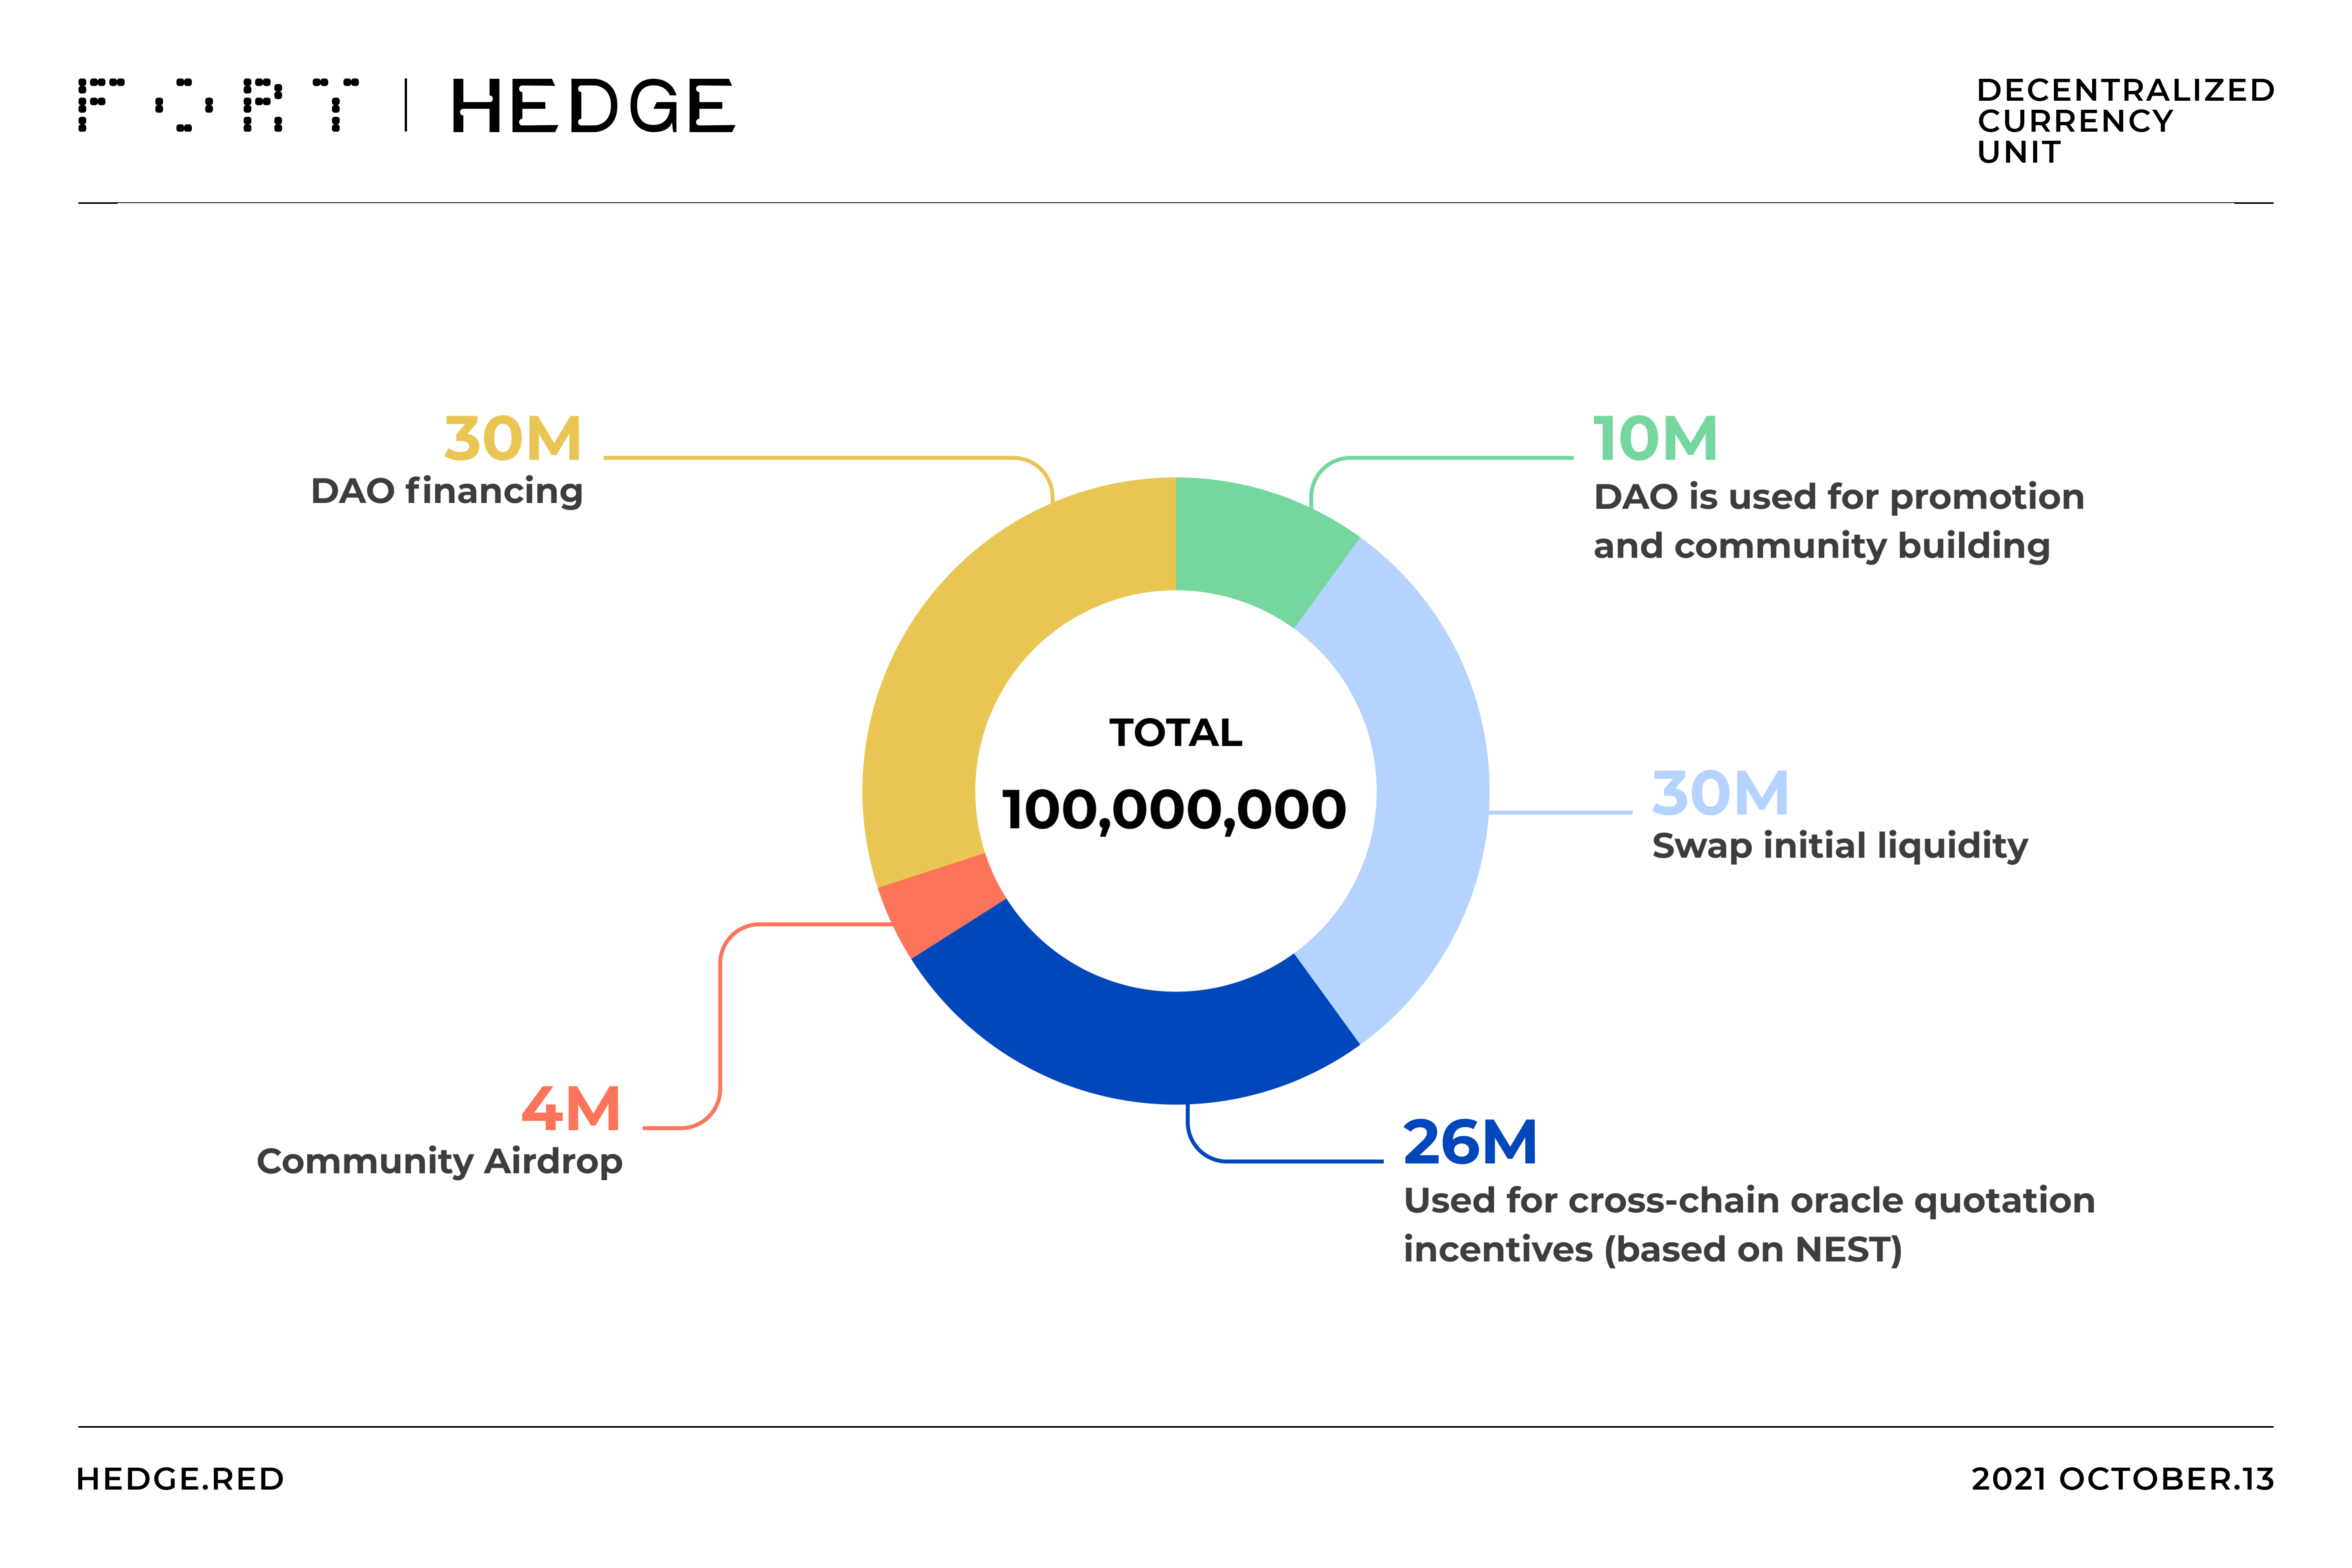 FORT | HEDGE
DECENTRALIZED
CURRENCY
UNIT
30M
DAO financing
10M
DAO is used for promotion
and community building
TOTAL
100,000,000
30M
Swap initial liquidity
4M
Community Airdrop
26M
Used for cross-chain oracle quotation
incentives (based on NEST)
HEDGE.RED
2021 OCTOBER.13